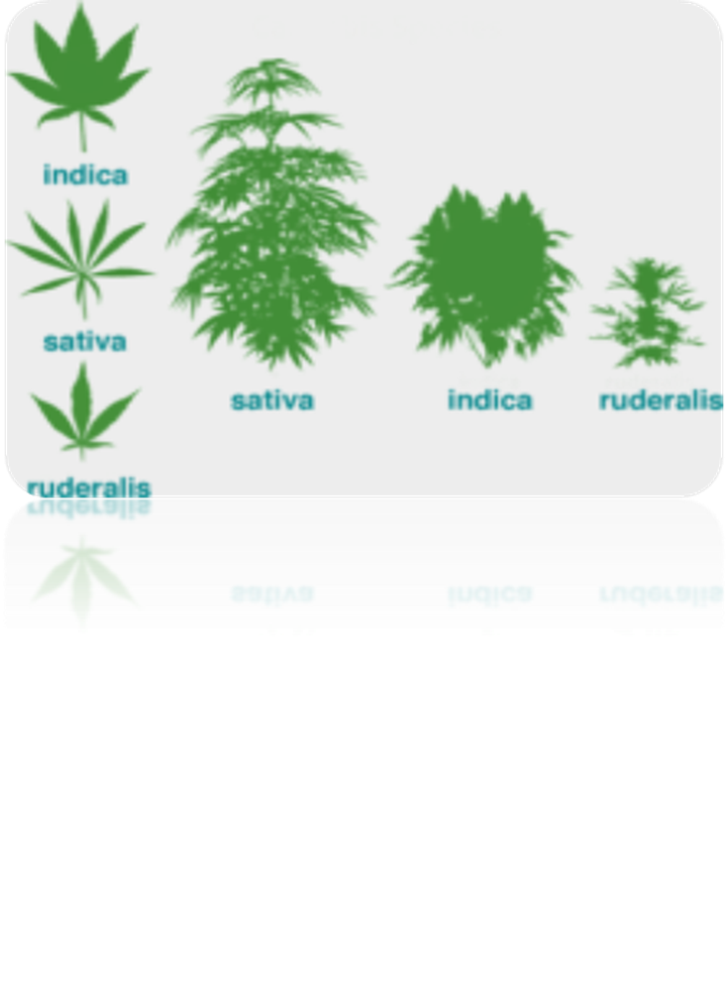 indica
sativa
ruderalis
sativa
indica
ruderalis